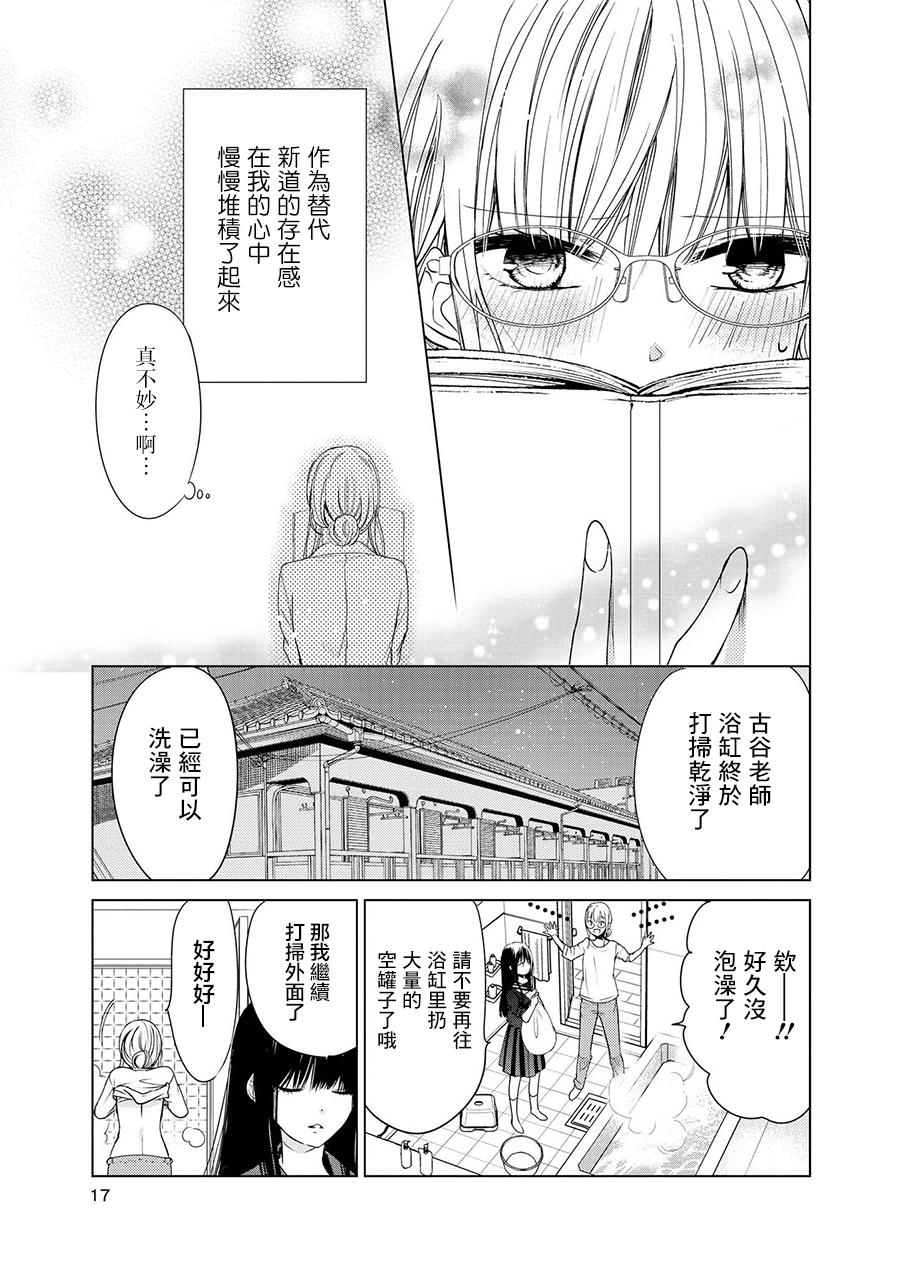 作為替代
新道的存在感
在我的心中
慢慢堆積了起來
真不妙…啊…
古谷老師
浴缸終於
打掃乾淨了
已經可以
洗澡了
欸──!!
好久沒
泡澡了！
請不要再往
浴缸里扔
大量的
空罐子了哦
那我繼續
打掃外面了
好好好─
17